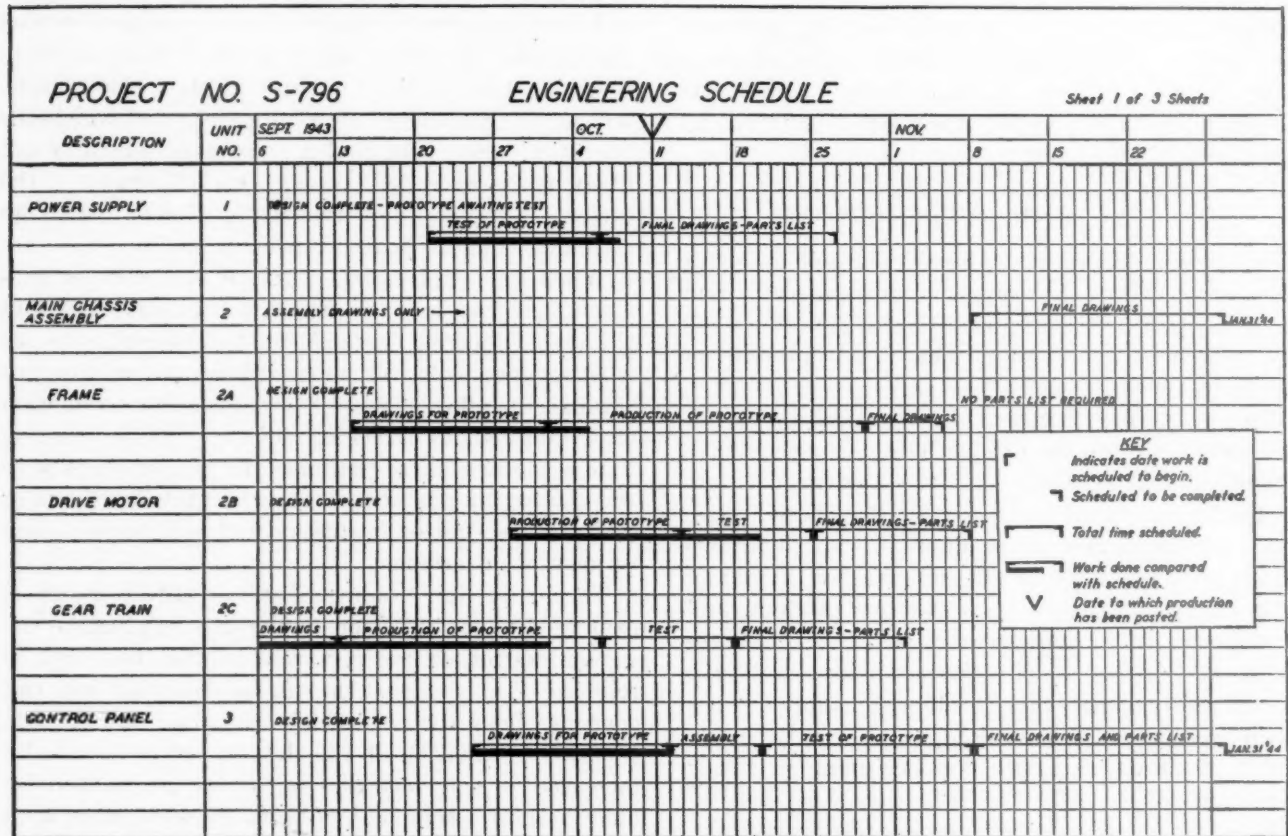 PROJECT NO. S-796 ENGINEERING SCHEDULE Sheet 1 of 3 Sheets
DESCRIPTION UNIT NO. SEPT. 1943 OCT. NOV.
6 13 20 27 4 11 18 25 1 8 15 22
POWER SUPPLY 1 DESIGN COMPLETE - PROTOTYPE AWAITING TEST
TEST OF PROTOTYPE FINAL DRAWINGS-PARTS LIST
MAIN CHASSIS ASSEMBLY 2 ASSEMBLY DRAWINGS ONLY → FINAL DRAWINGS JAN.31'44
FRAME 2A DESIGN COMPLETE NO PARTS LIST REQUIRED
DRAWINGS FOR PROTOTYPE PRODUCTION OF PROTOTYPE FINAL DRAWINGS
KEY
Indicates date work is
scheduled to begin.
Scheduled to be completed.
Total time scheduled.
Work done compared
with schedule.
Date to which production
has been posted.
DRIVE MOTOR 2B DESIGN COMPLETE
PRODUCTION OF PROTOTYPE TEST FINAL DRAWINGS-PARTS LIST
GEAR TRAIN 2C DESIGN COMPLETE
DRAWINGS PRODUCTION OF PROTOTYPE TEST FINAL DRAWINGS-PARTS LIST
CONTROL PANEL 3 DESIGN COMPLETE
DRAWINGS FOR PROTOTYPE ASSEMBLY TEST OF PROTOTYPE FINAL DRAWINGS AND PARTS LIST JAN.31'44